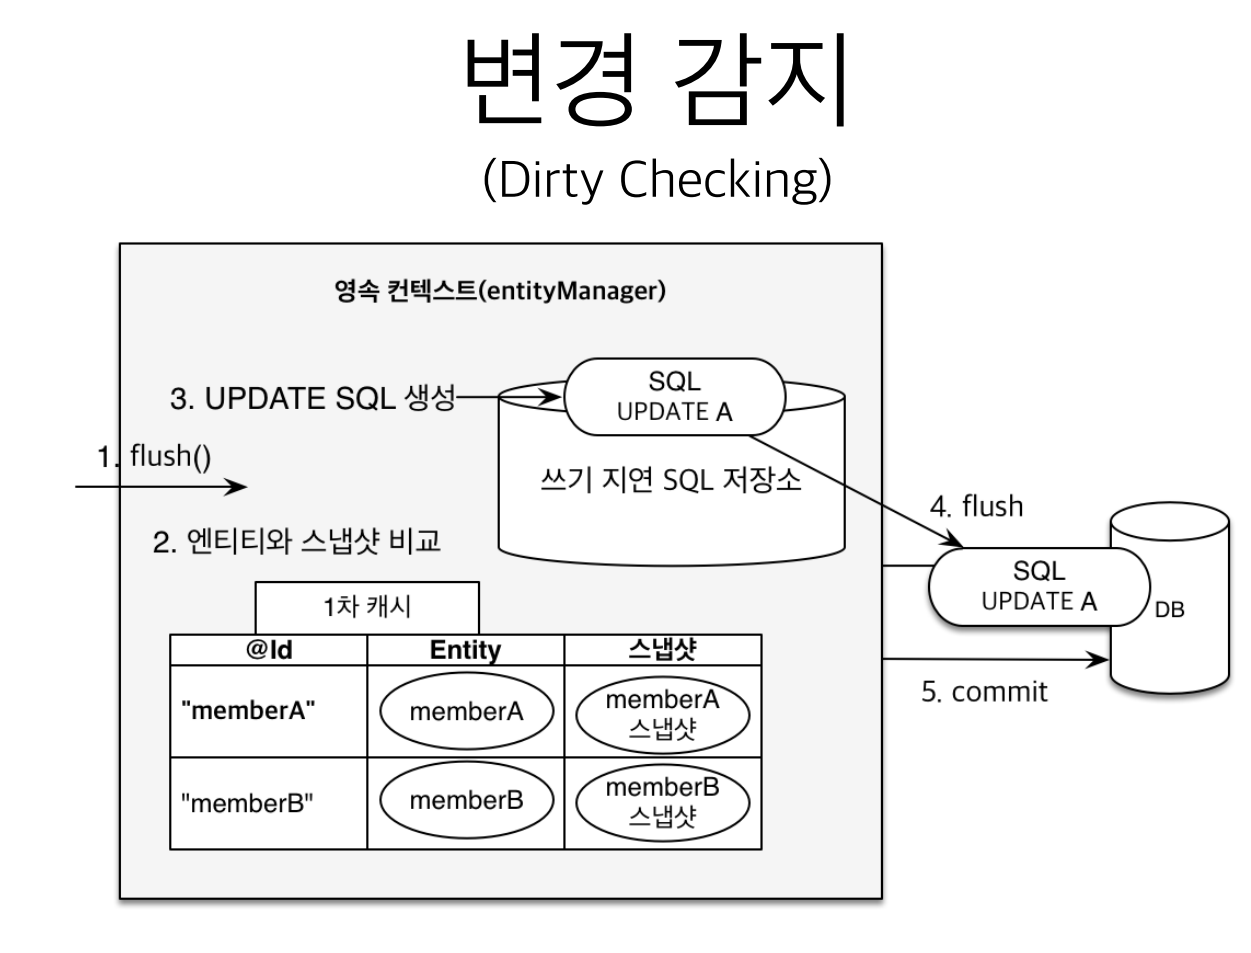 변경 감지
(Dirty Checking)
영속 컨텍스트(entityManager)
3. UPDATE SQL 생성
SQL
UPDATE A
1. flush()
쓰기 지연 SQL 저장소
2. 엔티티와 스냅샷 비교
4. flush
SQL
UPDATE A
DB
5. commit
1차 캐시
@Id
Entity
스냅샷
"memberA"
memberA
memberA
스냅샷
"memberB"
memberB
memberB
스냅샷